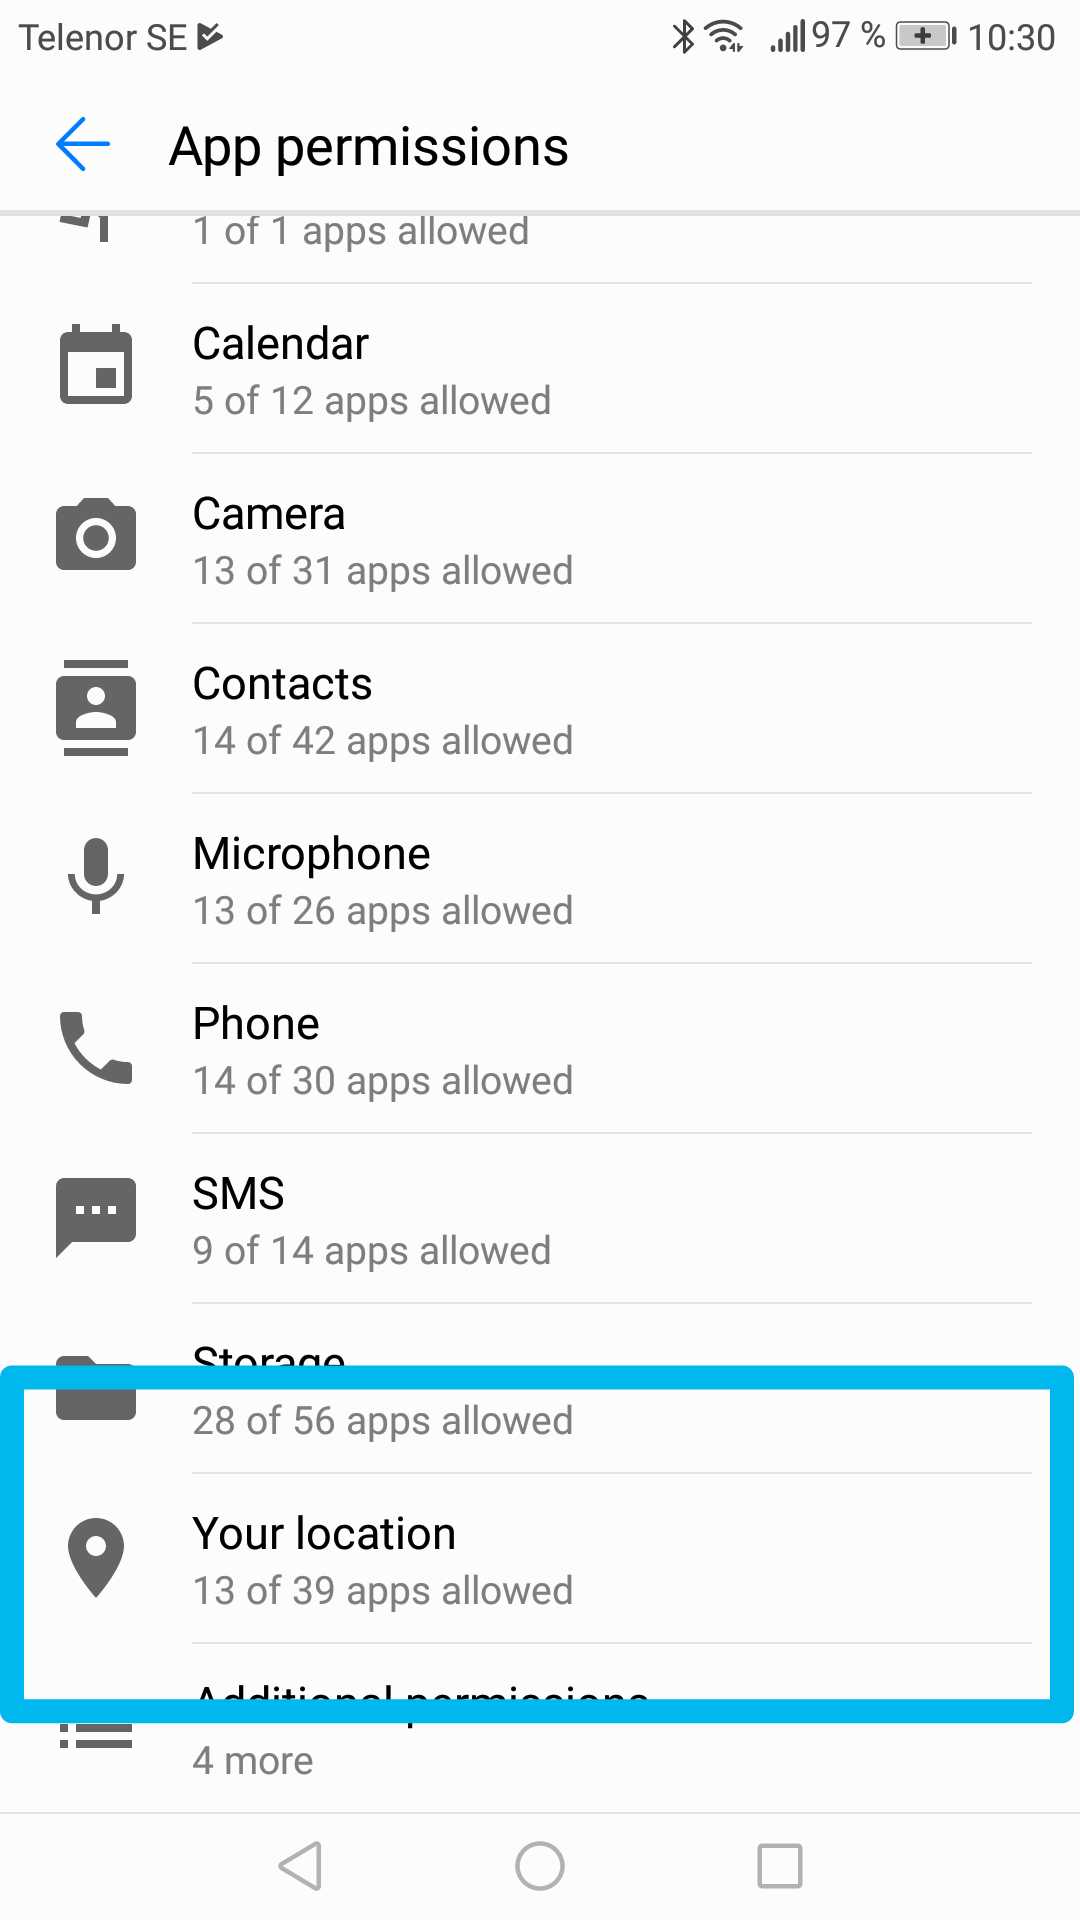 Telenor SE 97 % 10:30
App permissions
1 of 1 apps allowed
Calendar
5 of 12 apps allowed
Camera
13 of 31 apps allowed
Contacts
14 of 42 apps allowed
Microphone
13 of 26 apps allowed
Phone
14 of 30 apps allowed
SMS
9 of 14 apps allowed
Storage
28 of 56 apps allowed
Your location
13 of 39 apps allowed
Additional permissions
4 more